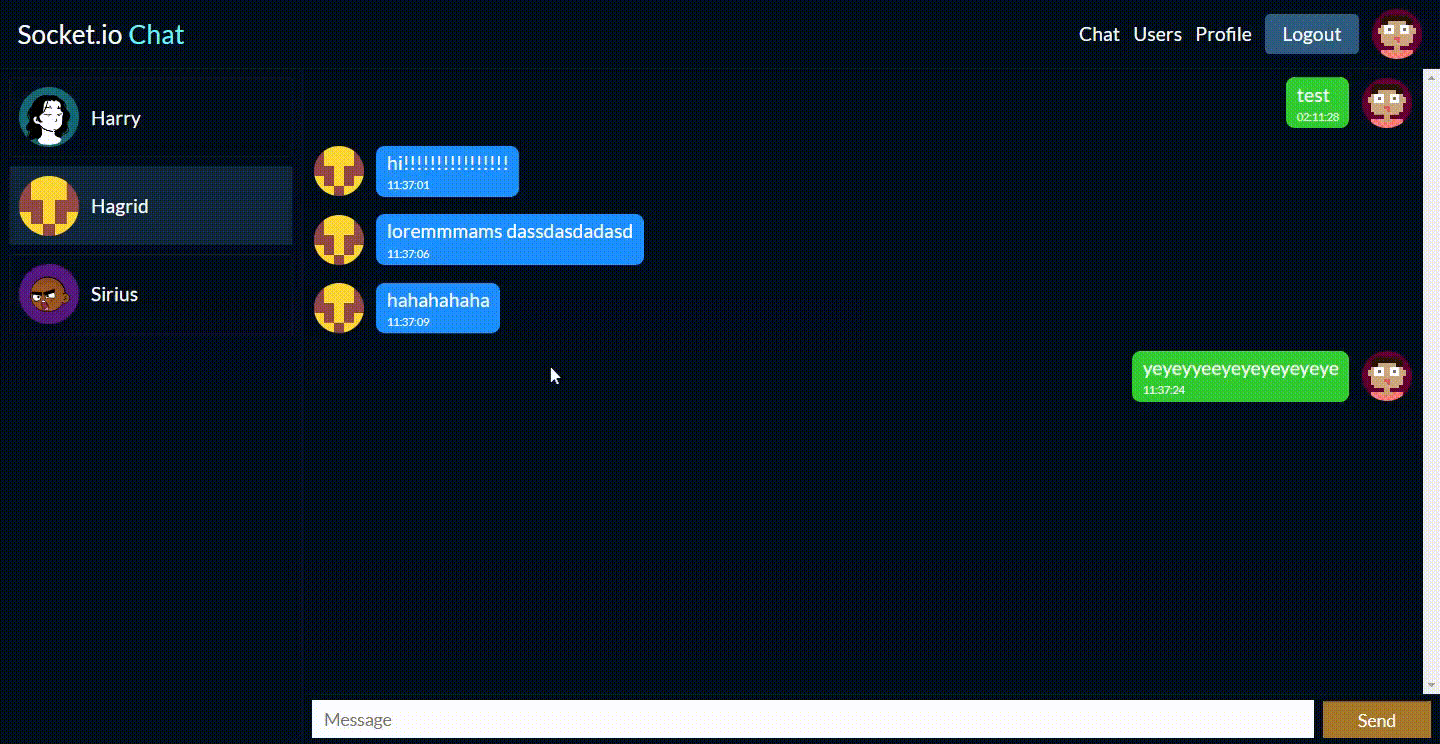 Socket.io Chat
Chat Users Profile Logout
Harry
Hagrid
Sirius
test
02:11:28
hi!!!!!!!!!!!!!!!!
11:37:01
loremmmams dassdasdadasd
11:37:06
hahahahaha
11:37:09
yeyeyyeeyeyeyeyeyeye
11:37:24
Message
Send